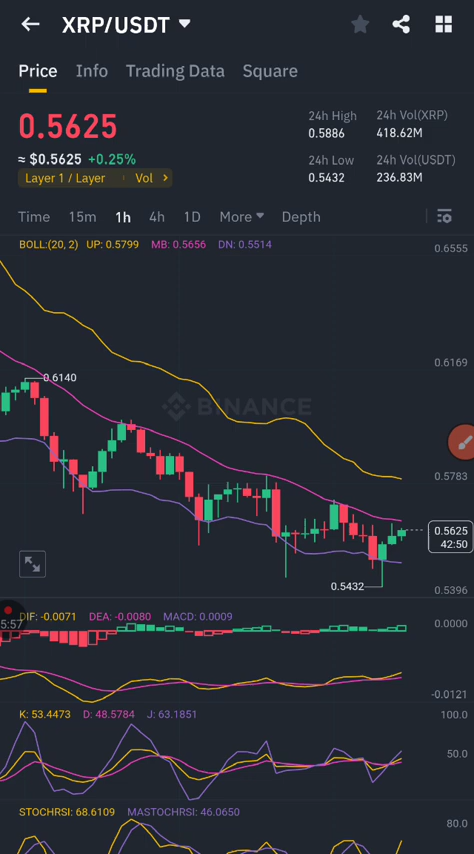 XRP/USDT
Price Info Trading Data Square
0.5625
≈ $0.5625 +0.25%
Layer 1 / Layer Vol >
24h High
0.5886
24h Vol(XRP)
418.62M
24h Low
0.5432
24h Vol(USDT)
236.83M
Time 15m 1h 4h 1D More Depth
BOLL:(20, 2) UP: 0.5799 MB: 0.5656 DN: 0.5514
0.6555
0.6169
0.6140
BINANCE
0.5783
0.5625
42:50
0.5432
0.5396
5:57
DIF: -0.0071 DEA: -0.0080 MACD: 0.0009
0.0000
-0.0121
K: 53.4473 D: 48.5784 J: 63.1851
100.0
50.0
STOCHRSI: 68.6109 MASTOCHRSI: 46.0650
80.0